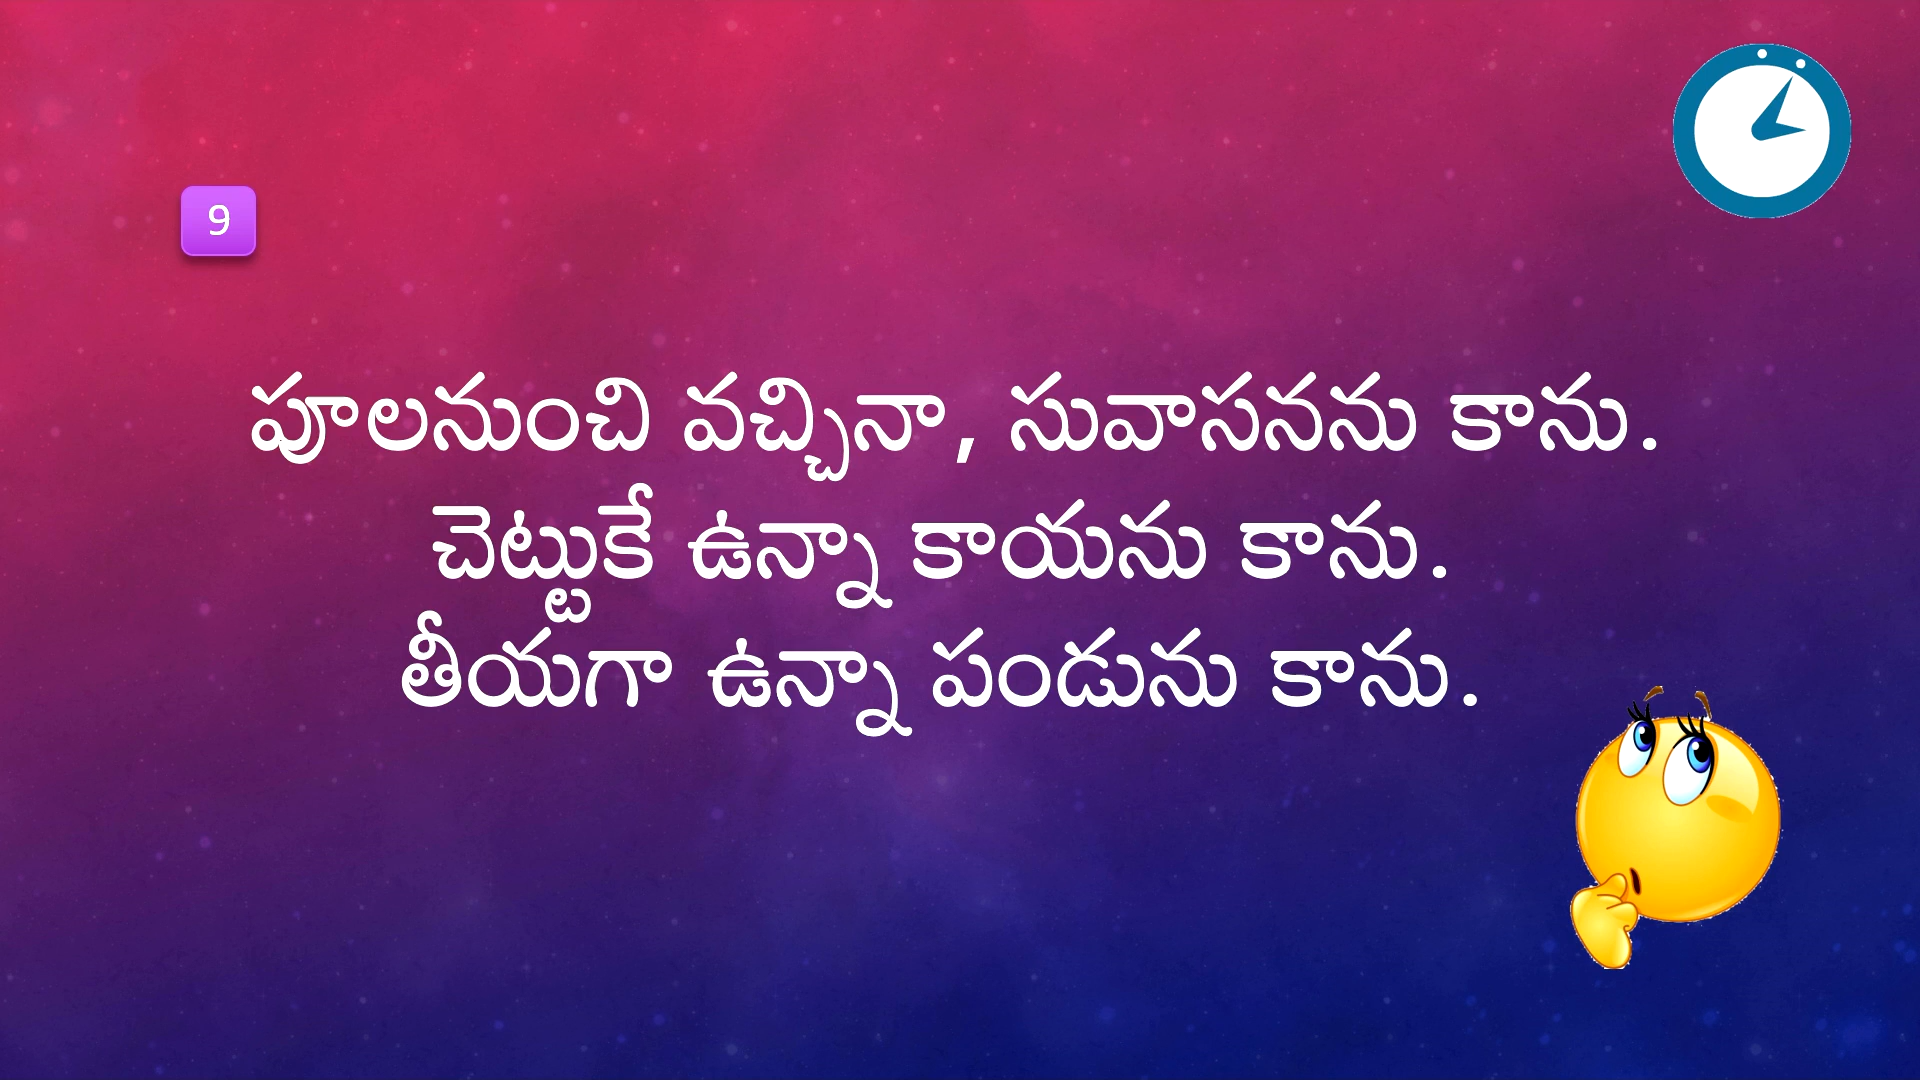 9
పూలనుంచి వచ్చినా, సువాసనను కాను.
చెట్టుకే ఉన్నా కాయను కాను.
తీయగా ఉన్నా పండును కాను.